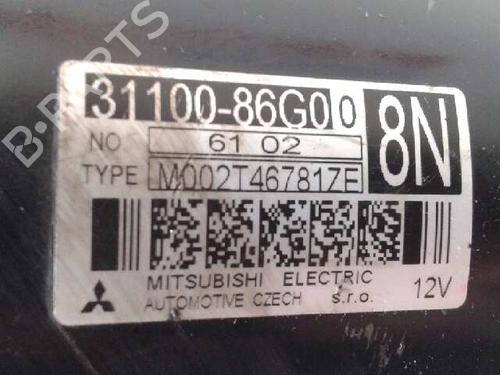 B-PARTS
31100-86G00
8N
NO 61 02
TYPE M002T46781ZE
MITSUBISHI ELECTRIC
AUTOMOTIVE CZECH s.r.o. 12V